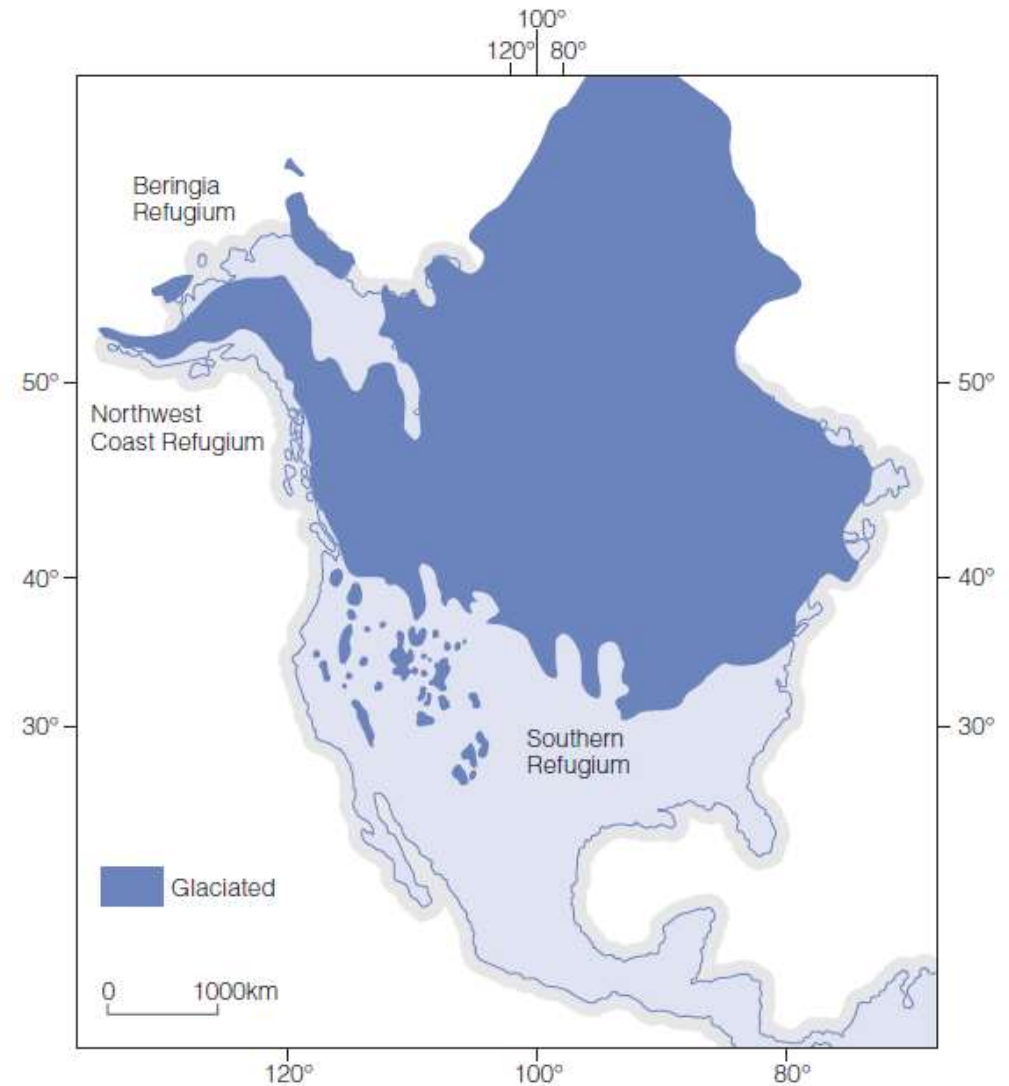 100°
120° 80°
Beringia
Refugium
50°
50°
Northwest
Coast Refugium
40°
40°
30°
30°
Southern
Refugium
Glaciated
0 1000km
120°
100°
80°